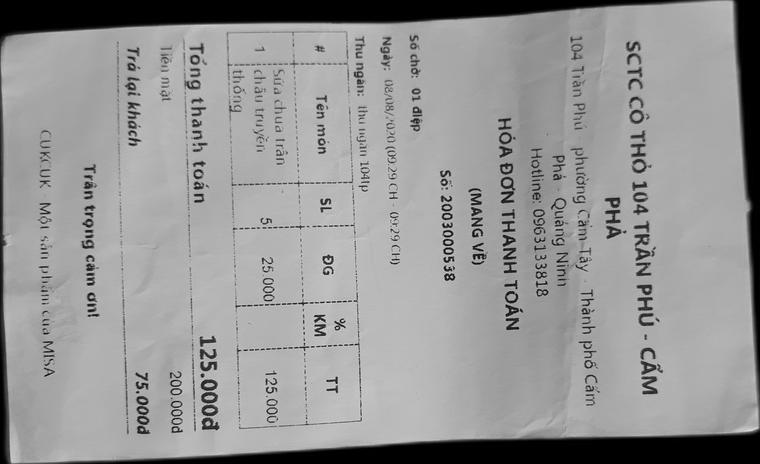 SCTC CÔ THỎ 104 TRẦN PHÚ - CẨM
PHẢ
104 Trần Phú phường Cẩm Tây - Thành phố Cẩm
Phả - Quảng Ninh
Hotline: 0963133818
HÓA ĐƠN THANH TOÁN
(MANG VỀ)
Số: 2003000538
Số chờ: 01 điệp
Ngày: 08/08/2020 (09:29 CH - 09:29 CH)
Thu ngân: thu ngân 104tp
# Tên món SL ĐG % KM TT
1 Sữa chua trân 5 25.000 125.000
châu truyền
thống
Tổng thanh toán 125.000đ
Tiền mặt 200.000đ
Trả lại khách 75.000đ
Trân trọng cảm ơn!
CUKCUK - Một sản phẩm của MISA